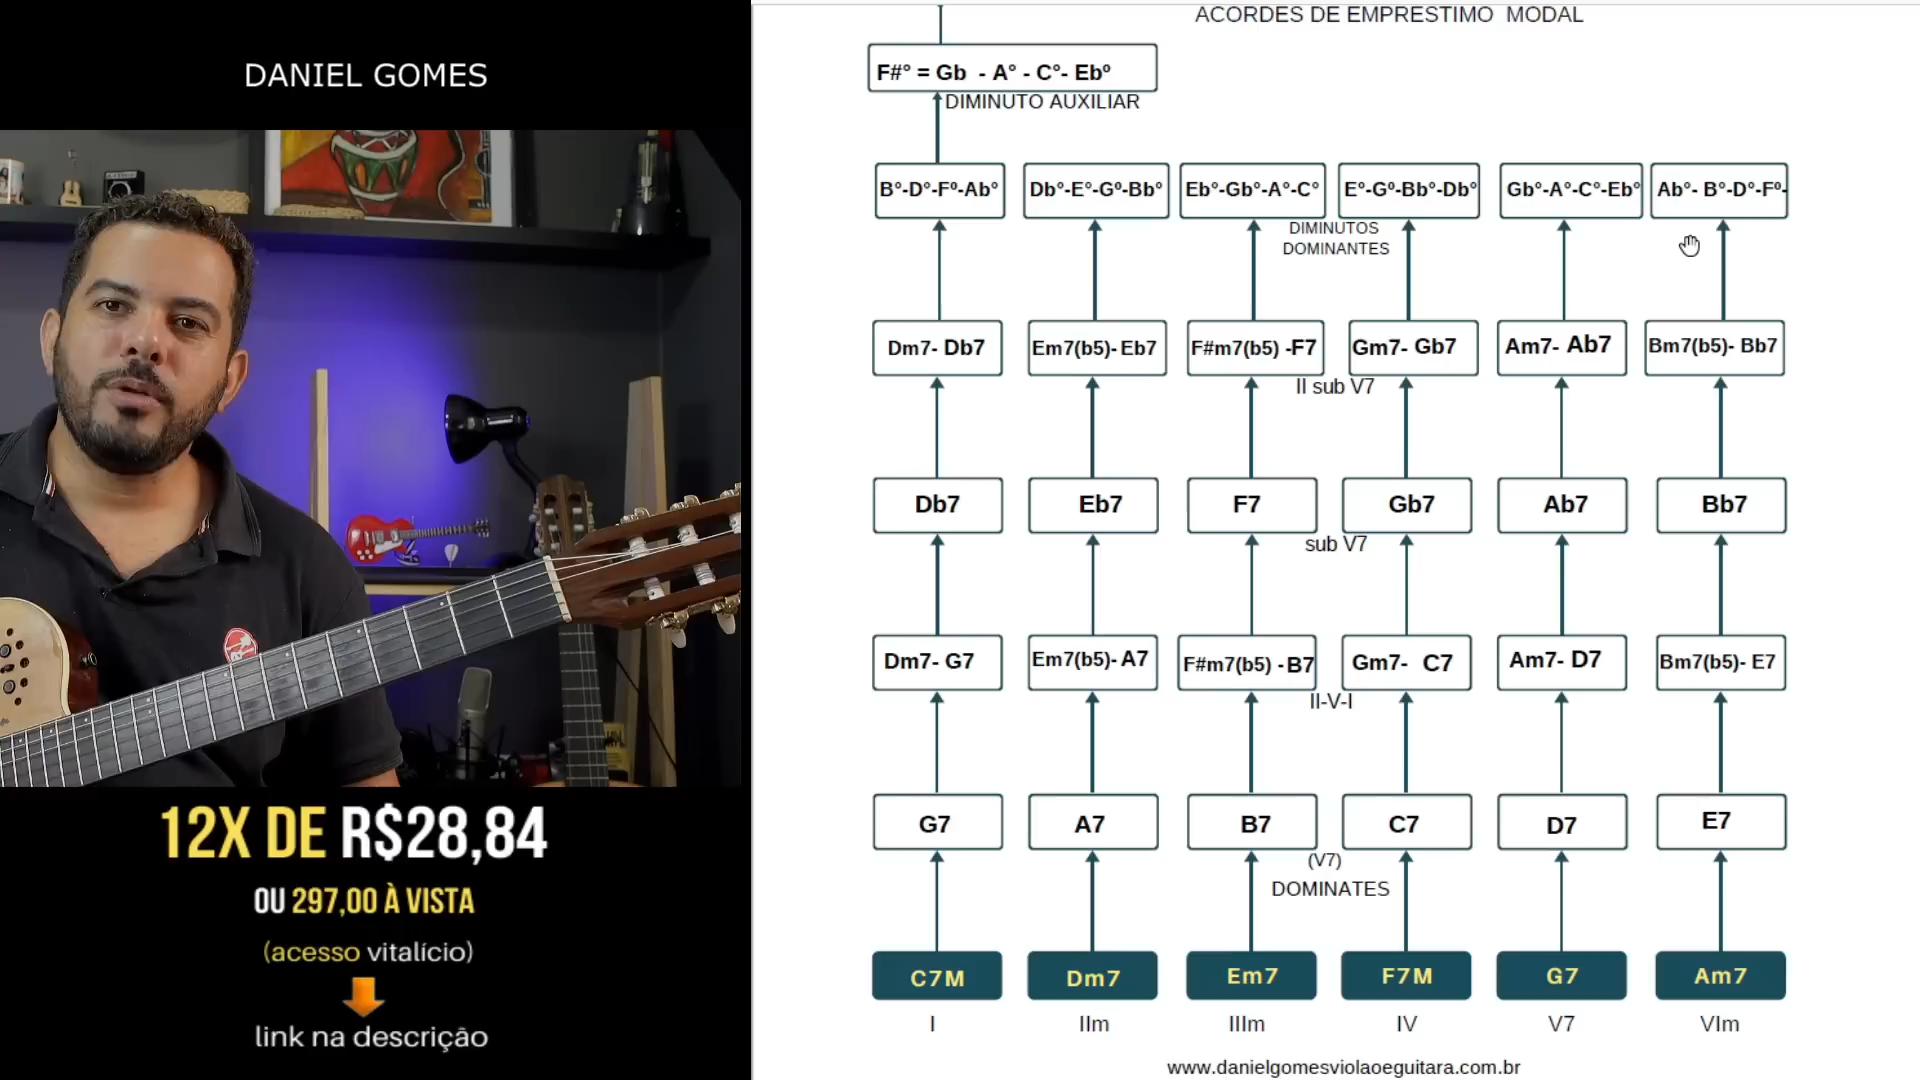 DANIEL GOMES
12X DE R$28,84
OU 297,00 À VISTA
(acesso vitalício)
link na descrição
ACORDES DE EMPRESTIMO MODAL
F#° = Gb - A° - C°- Ebº
DIMINUTO AUXILIAR
B°-D°-Fº-Ab°
Db°-E°-Gº-Bb°
Eb°-Gb°-A°-C°
E°-Gº-Bb°-Db°
Gb°-A°-C°-Eb°
Ab°- B°-D°-Fº-
DIMINUTOS
DOMINANTES
Dm7- Db7
Em7(b5)- Eb7
F#m7(b5) -F7
Gm7- Gb7
Am7- Ab7
Bm7(b5)- Bb7
II sub V7
Db7
Eb7
F7
Gb7
Ab7
Bb7
sub V7
Dm7- G7
Em7(b5)- A7
F#m7(b5) -B7
Gm7- C7
Am7- D7
Bm7(b5)- E7
II-V-I
G7
A7
B7
C7
D7
E7
(V7)
DOMINATES
C7M
Dm7
Em7
F7M
G7
Am7
I
IIm
IIIm
IV
V7
VIm
www.danielgomesviolaoeguitara.com.br